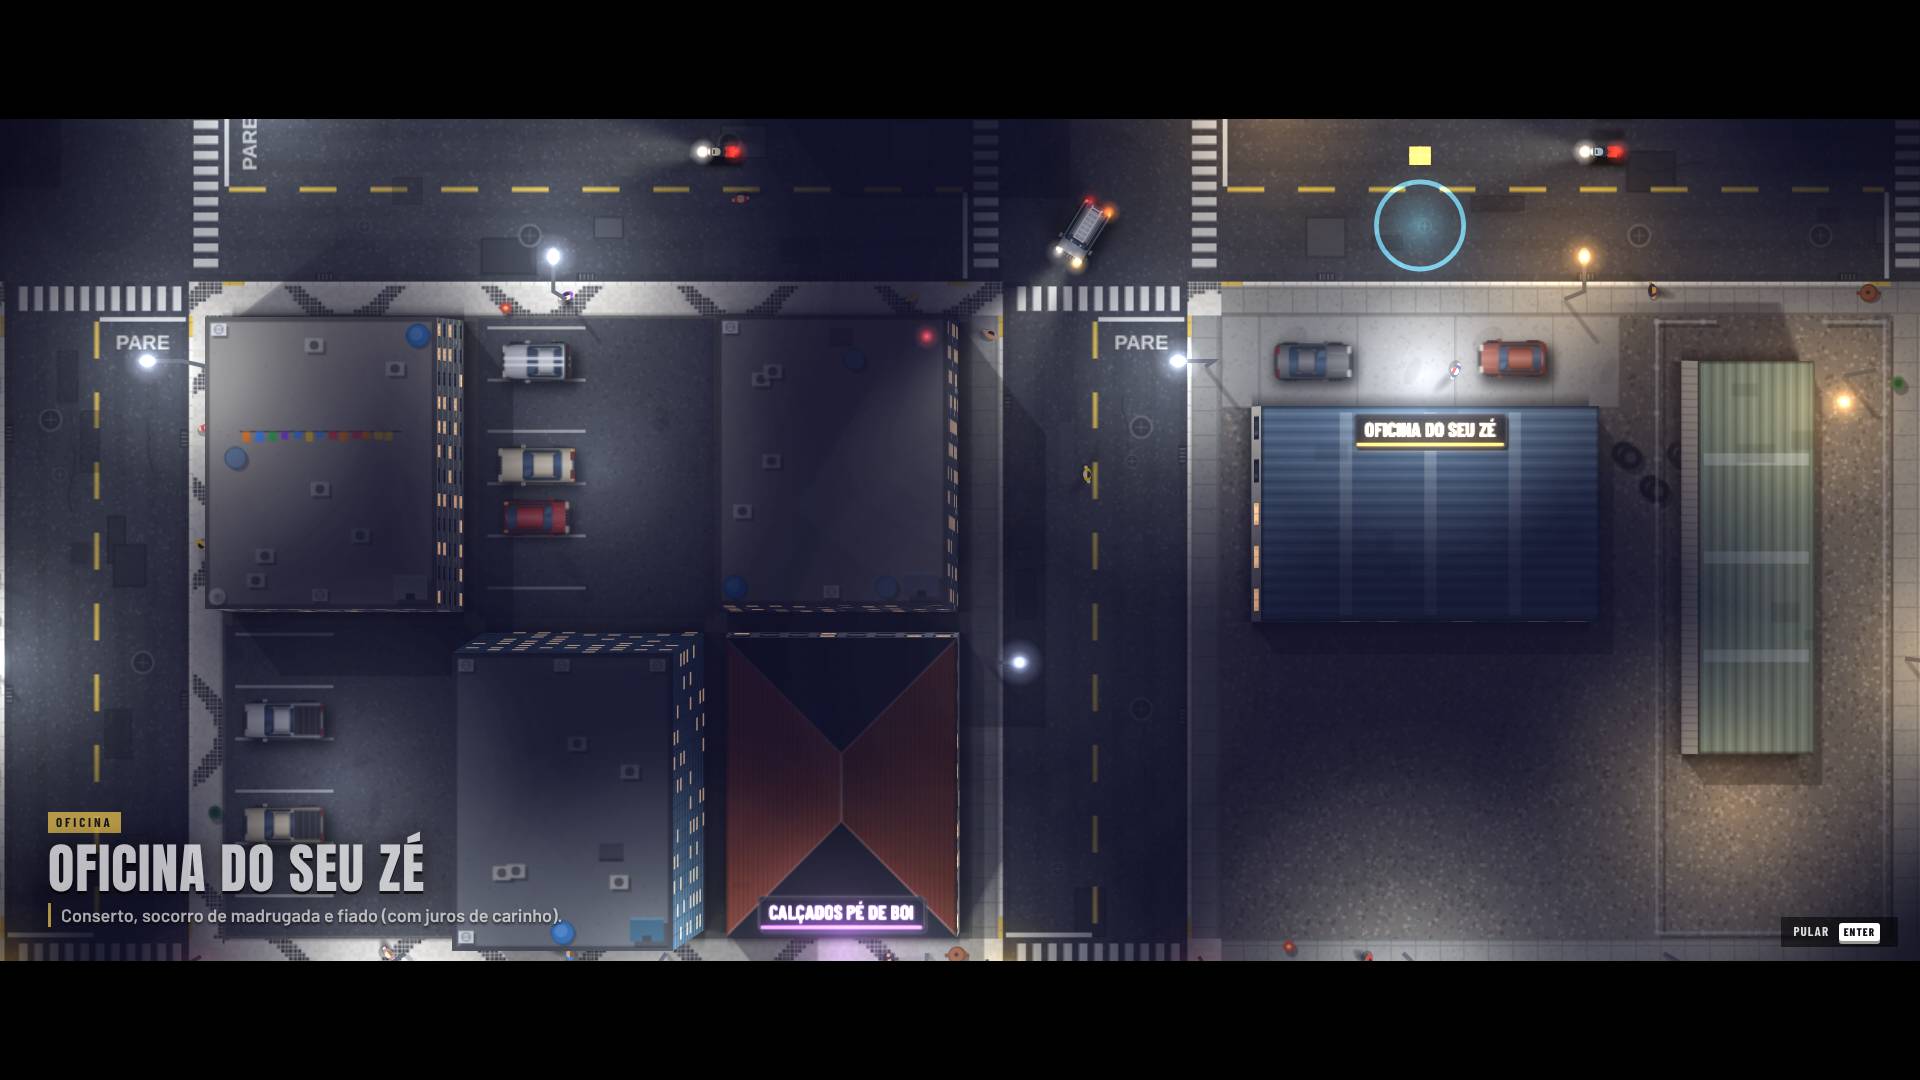 PARE
PARE
PARE
OFICINA DO SEU ZÉ
OFICINA
OFICINA DO SEU ZÉ
Conserto, socorro de madrugada e fiado (com juros de carinho).
CALÇADOS PÉ DE BOI
PULAR ENTER